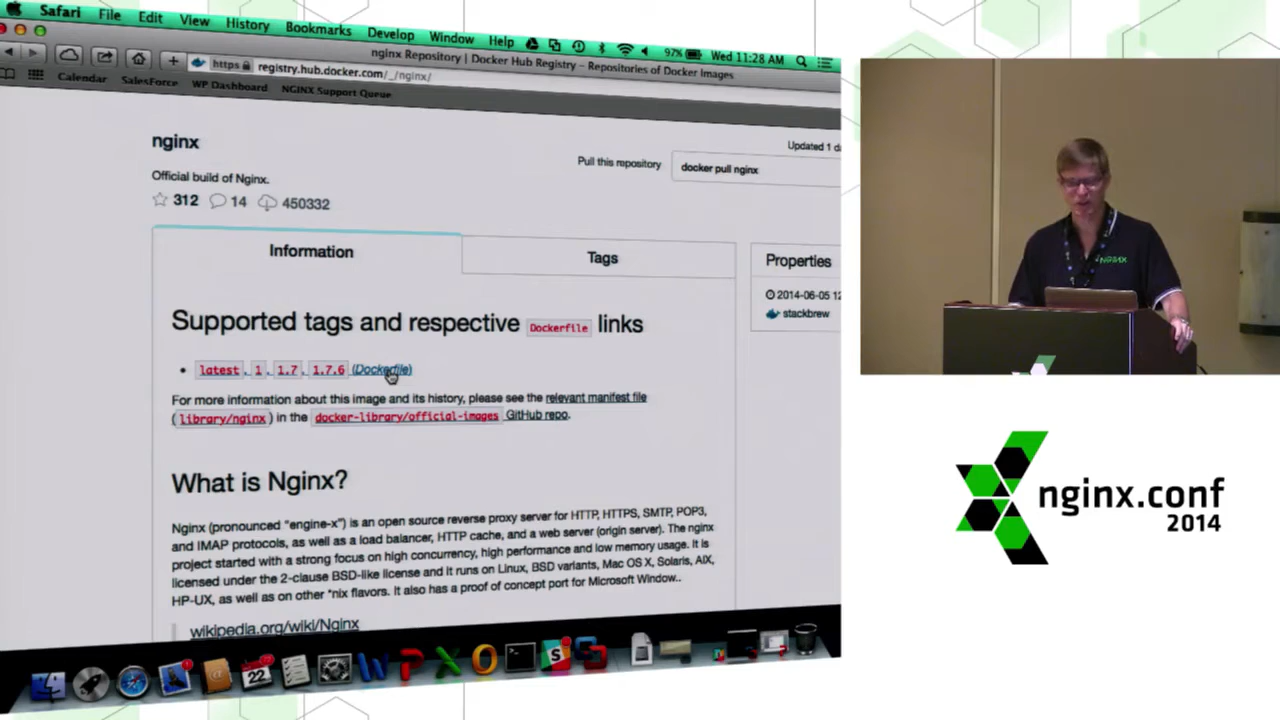 Safari File Edit View History Bookmarks Develop Window Help 97% Wed 11:28 AM
nginx Repository | Docker Hub Registry - Repositories of Docker Images
https registry.hub.docker.com/_/nginx/
Calendar SalesForce WP Dashboard NGINX Support Queue
nginx
Updated 1 d
Pull this repository docker pull nginx
Official build of Nginx.
312 14 450332
Information Tags
Properties
2014-06-05 12
stackbrew
Supported tags and respective Dockerfile links
latest, 1, 1.7, 1.7.6 (Dockerfile)
For more information about this image and its history, please see the relevant manifest file
(library/nginx) in the docker-library/official-images GitHub repo.
What is Nginx?
Nginx (pronounced "engine-x") is an open source reverse proxy server for HTTP, HTTPS, SMTP, POP3,
and IMAP protocols, as well as a load balancer, HTTP cache, and a web server (origin server). The nginx
project started with a strong focus on high concurrency, high performance and low memory usage. It is
licensed under the 2-clause BSD-like license and it runs on Linux, BSD variants, Mac OS X, Solaris, AIX,
HP-UX, as well as on other *nix flavors. It also has a proof of concept port for Microsoft Window..
wikipedia.org/wiki/Nginx
22
NGINX
nginx.conf
2014